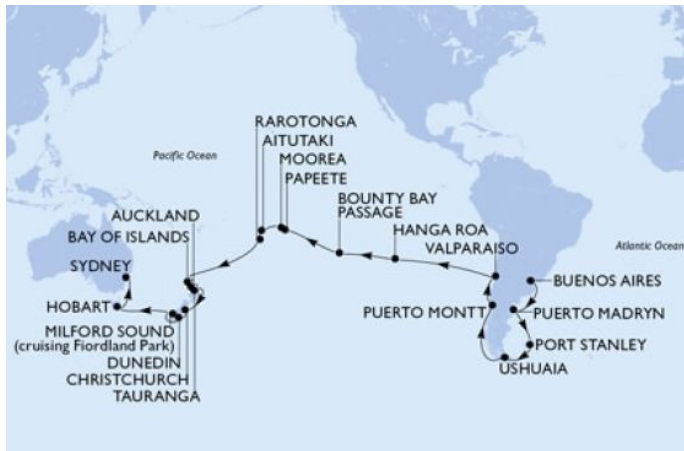 RAROTONGA
AITUTAKI
Pacific Ocean
MOOREA
PAPEETE
BOUNTY BAY
PASSAGE
AUCKLAND
HANGA ROA
BAY OF ISLANDS
VALPARAISO
Atlantic Ocean
SYDNEY
BUENOS AIRES
HOBART
PUERTO MONTT
PUERTO MADRYN
MILFORD SOUND
(cruising Fiordland Park)
PORT STANLEY
DUNEDIN
USHUAIA
CHRISTCHURCH
TAURANGA